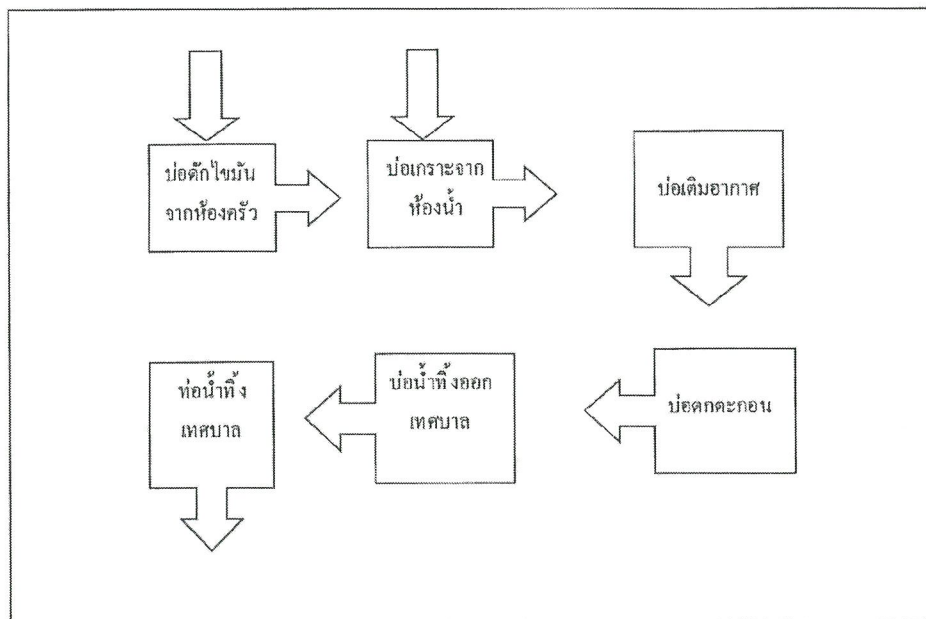 บ่อดักไขมัน
จากห้องครัว
บ่อเกราะจาก
ห้องน้ำ
บ่อเติมอากาศ
ท่อน้ำทิ้ง
เทศบาล
บ่อน้ำทิ้งออก
เทศบาล
บ่อตกตะกอน